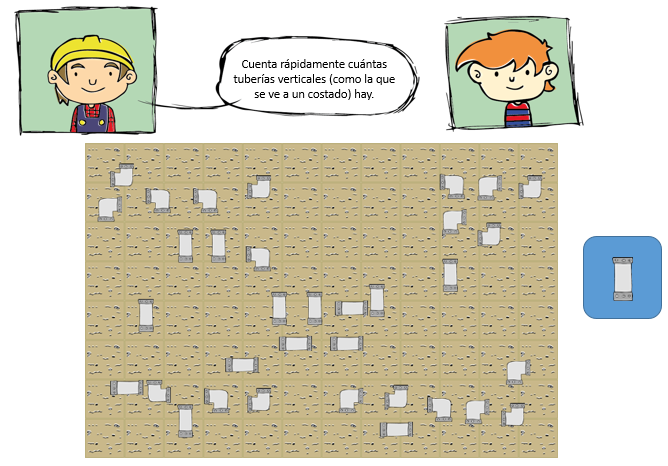 Cuenta rápidamente cuántas
tuberías verticales (como la que
se ve a un costado) hay.